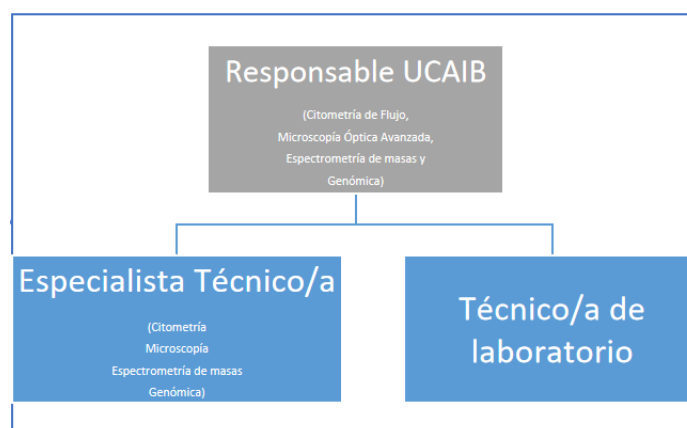 Responsable UCAIB
(Citometría de Flujo,
Microscopía Óptica Avanzada,
Espectrometría de masas y
Genómica)
Especialista Técnico/a
(Citometría
Microscopía
Espectrometría de masas
Genómica)
Técnico/a de
laboratorio